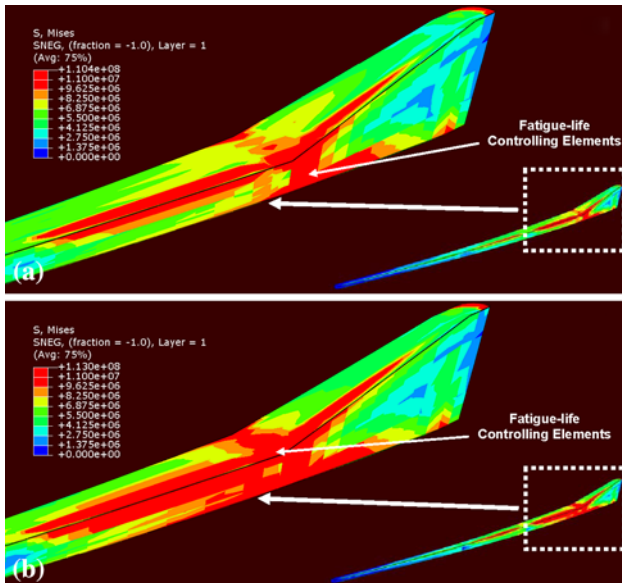 S, Mises
SNEG, (fraction = -1.0), Layer = 1
(Avg: 75%)
+1.104e+08
+1.100e+07
+9.625e+06
+8.250e+06
+6.875e+06
+5.500e+06
+4.125e+06
+2.750e+06
+1.375e+06
+0.000e+00
Fatigue-life
Controlling Elements
(a)
S, Mises
SNEG, (fraction = -1.0), Layer = 1
(Avg: 75%)
+1.130e+08
+1.100e+07
+9.625e+06
+8.250e+06
+6.875e+06
+5.500e+06
+4.125e+06
+2.750e+06
+1.375e+06
+0.000e+00
Fatigue-life
Controlling Elements
(b)